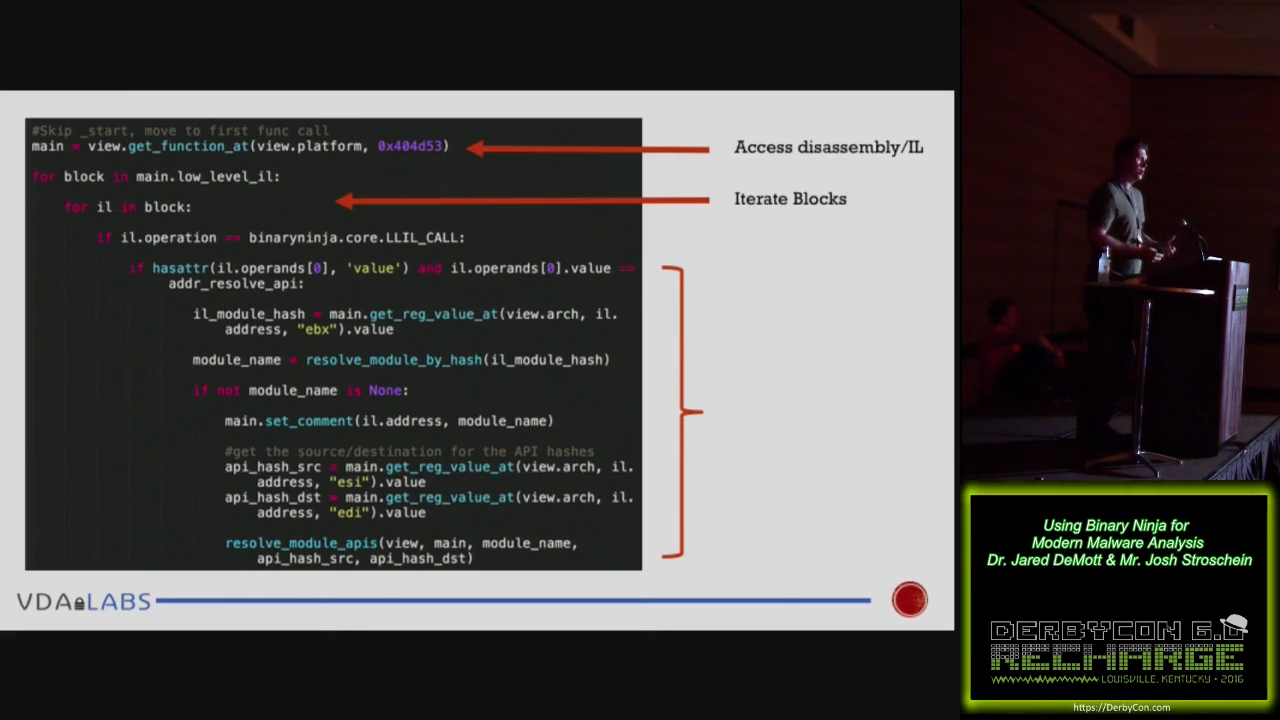 #Skip _start, move to first func call
main = view.get_function_at(view.platform, 0x404d53)
for block in main.low_level_il:
for il in block:
if il.operation == binaryninja.core.LLIL_CALL:
if hasattr(il.operands[0], 'value') and il.operands[0].value ==
addr_resolve_api:
il_module_hash = main.get_reg_value_at(view.arch, il.
address, "ebx").value
module_name = resolve_module_by_hash(il_module_hash)
if not module_name is None:
main.set_comment(il.address, module_name)
#get the source/destination for the API hashes
api_hash_src = main.get_reg_value_at(view.arch, il.
address, "esi").value
api_hash_dst = main.get_reg_value_at(view.arch, il.
address, "edi").value
resolve_module_apis(view, main, module_name,
api_hash_src, api_hash_dst)
Access disassembly/IL
Iterate Blocks
VDA LABS
Using Binary Ninja for
Modern Malware Analysis
Dr. Jared DeMott & Mr. Josh Stroschein
DERBYCON 6.0
RECHARGE
LOUISVILLE, KENTUCKY • 2016
https://DerbyCon.com